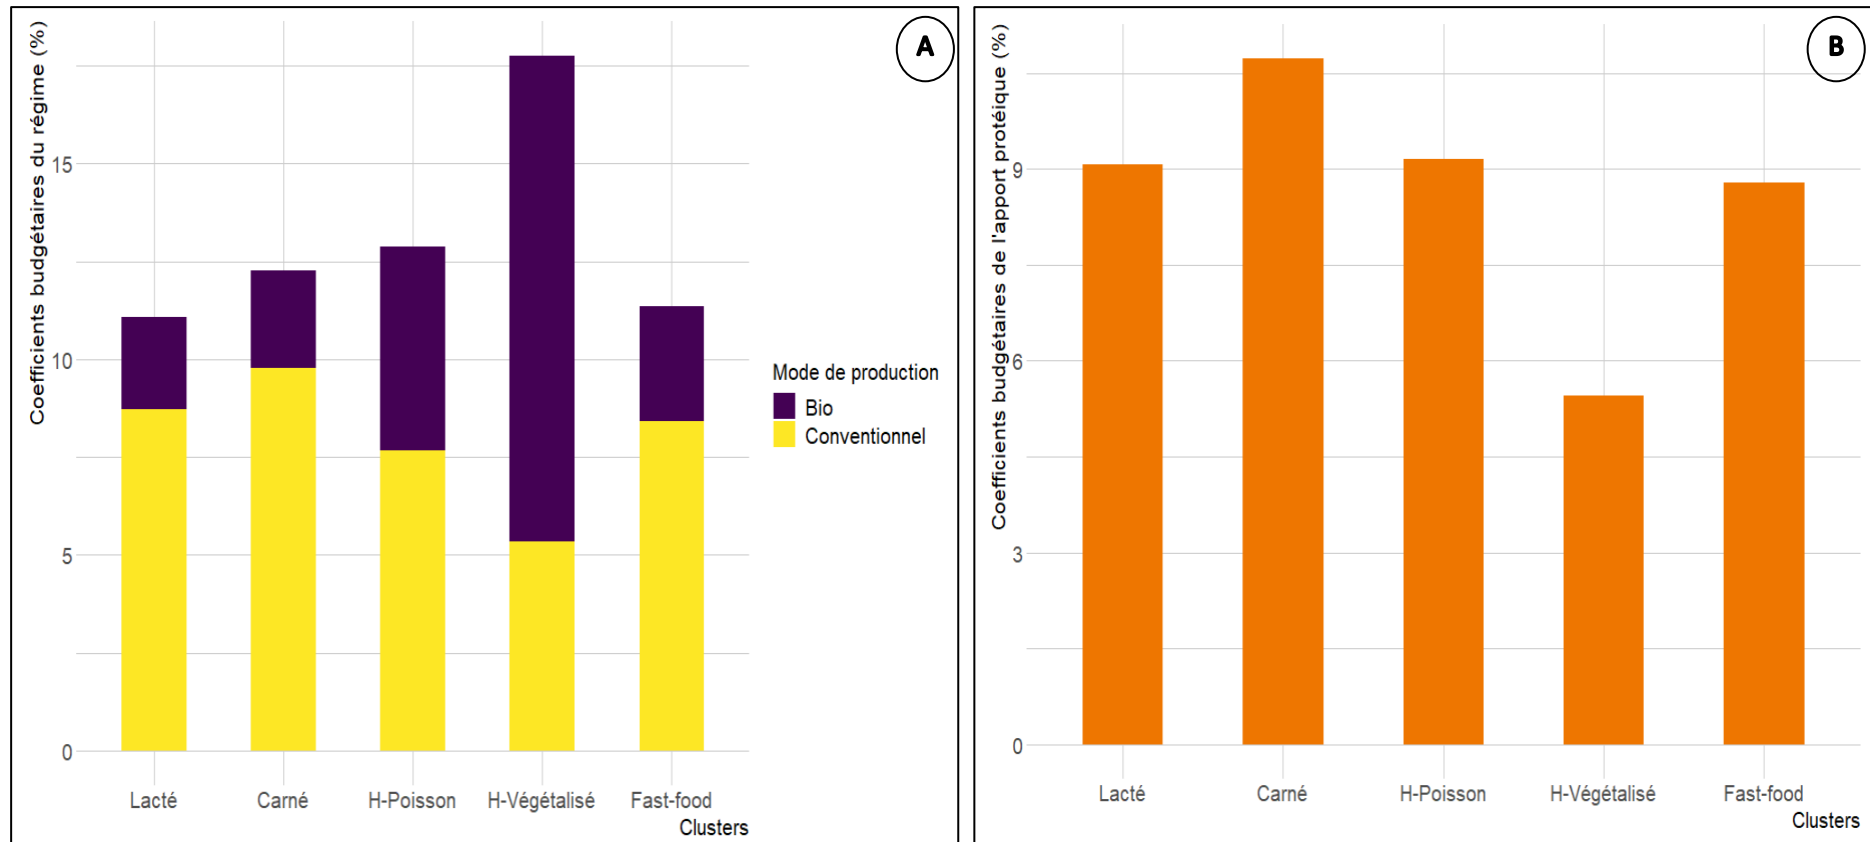 A
Coefficients budgétaires du régime (%)
15
10
5
0
Lacté Carné H-Poisson H-Végétalisé Fast-food
Clusters
Mode de production
Bio
Conventionnel
B
Coefficients budgétaires de l'apport protéique (%)
9
6
3
0
Lacté Carné H-Poisson H-Végétalisé Fast-food
Clusters